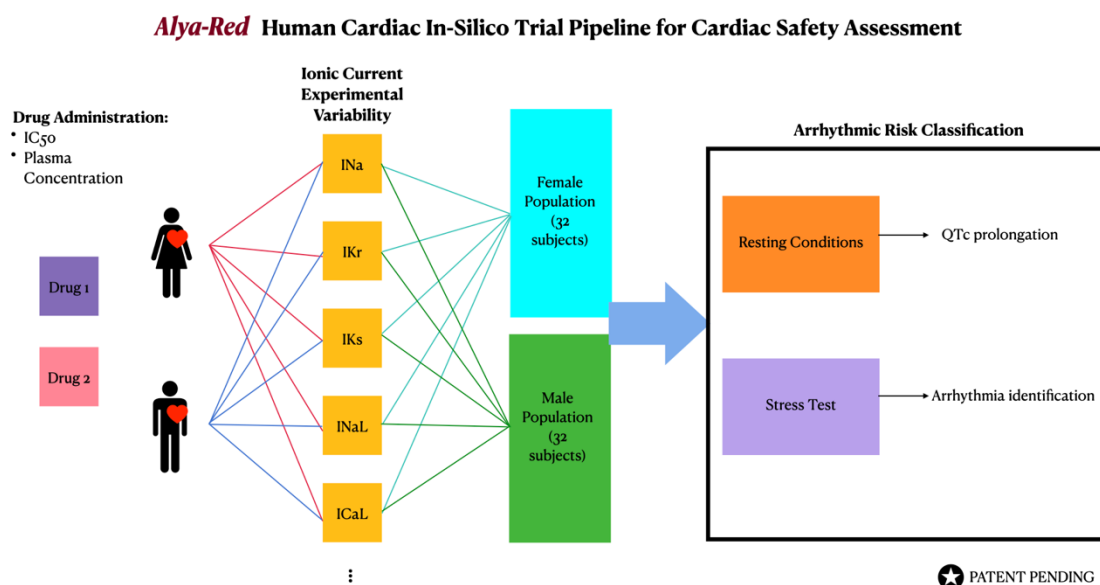 Alya-Red Human Cardiac In-Silico Trial Pipeline for Cardiac Safety Assessment
Drug Administration:
• IC50
• Plasma
Concentration
Drug 1
Drug 2
Ionic Current
Experimental
Variability
INa
IKr
IKs
INaL
ICaL
⋮
Female
Population
(32
subjects)
Male
Population
(32
subjects)
Arrhythmic Risk Classification
Resting Conditions
QTc prolongation
Stress Test
Arrhythmia identification
PATENT PENDING